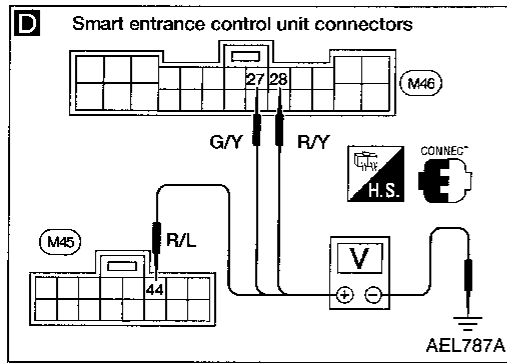 D Smart entrance control unit connectors
27 28
M46
G/Y R/Y
CONNECT
H.S.
M45
R/L
44
V
+ −
AEL787A